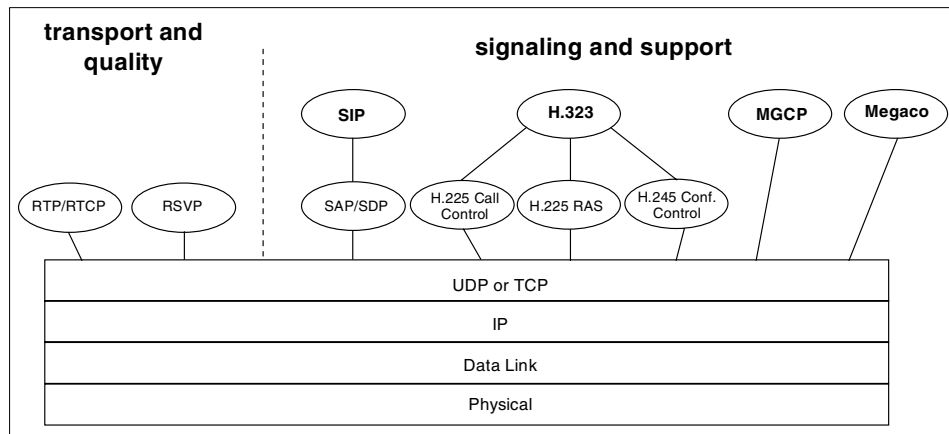 transport and
quality
signaling and support
SIP
H.323
MGCP
Megaco
RTP/RTCP
RSVP
SAP/SDP
H.225 Call
Control
H.225 RAS
H.245 Conf.
Control
UDP or TCP
IP
Data Link
Physical